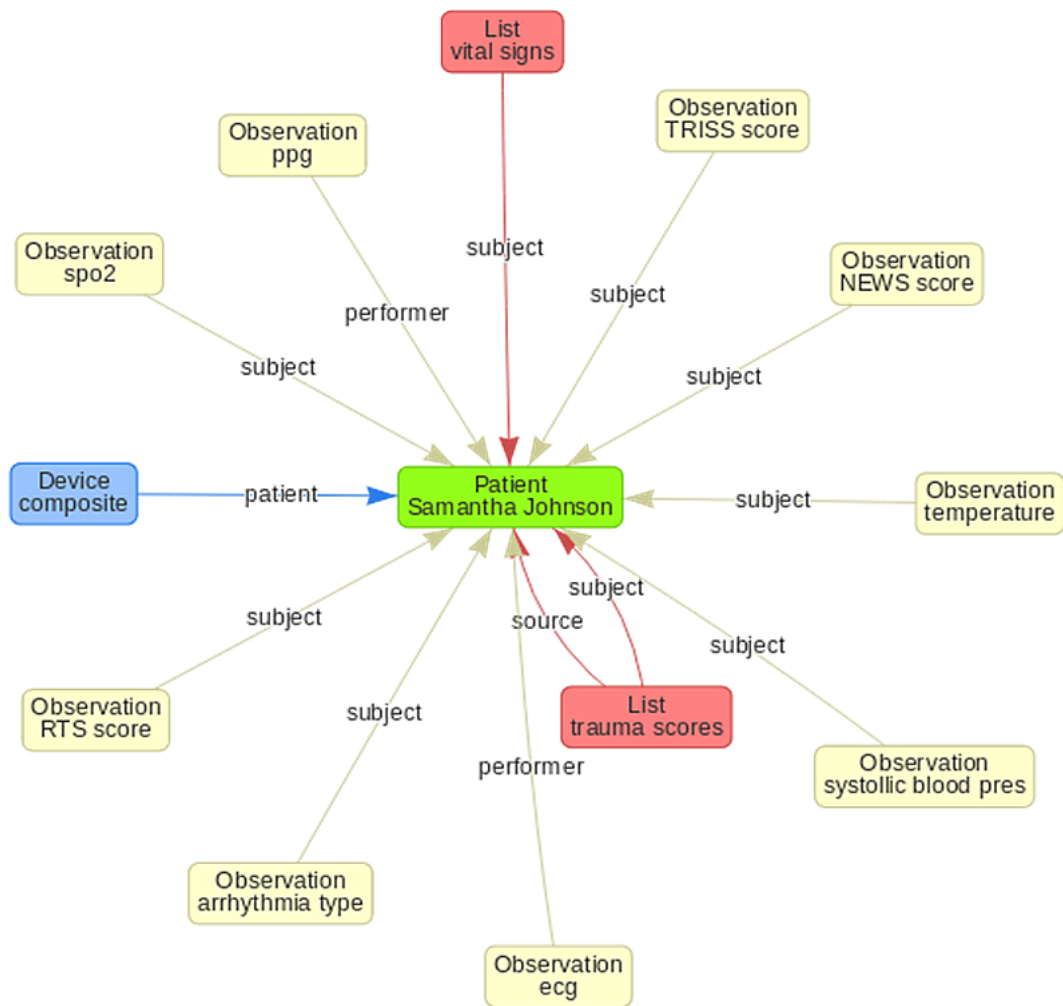 List
vital signs
Observation
TRISS score
Observation
ppg
Observation
spo2
subject
Observation
NEWS score
performer
subject
subject
subject
Device
composite
patient
Patient
Samantha Johnson
subject
Observation
temperature
subject
source
subject
subject
Observation
RTS score
subject
List
trauma scores
performer
Observation
systollic blood pres
Observation
arrhythmia type
Observation
ecg